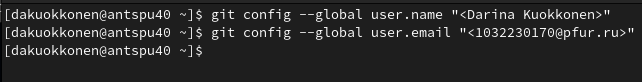 [dakuokkonen@antspu40 ~]$ git config --global user.name "<Darina Kuokkonen>"
[dakuokkonen@antspu40 ~]$ git config --global user.email "<1032230170@pfur.ru>"
[dakuokkonen@antspu40 ~]$